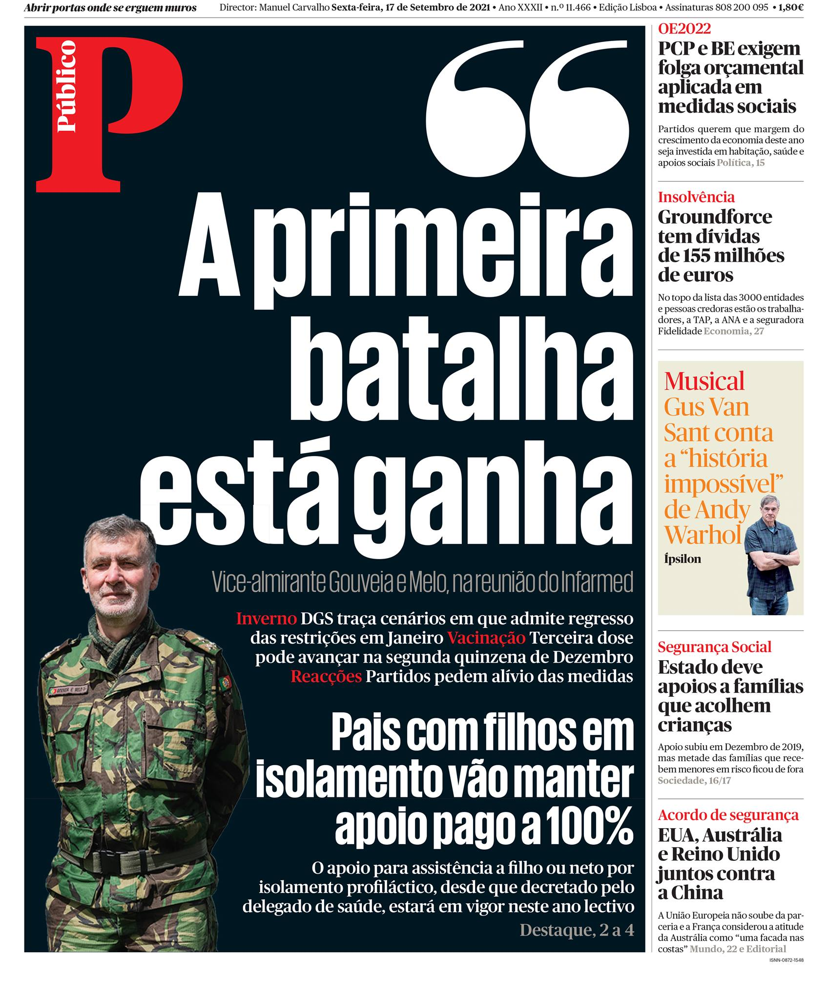 Abrir portas onde se erguem muros
Director: Manuel Carvalho Sexta-feira, 17 de Setembro de 2021 • Ano XXXII • n.º 11.466 • Edição Lisboa • Assinaturas 808 200 095 • 1,80€
P
Público
“
A primeira
batalha
está ganha
Vice-almirante Gouveia e Melo, na reunião do Infarmed
Inverno DGS traça cenários em que admite regresso
das restrições em Janeiro Vacinação Terceira dose
pode avançar na segunda quinzena de Dezembro
Reacções Partidos pedem alívio das medidas
GOUVEIA E MELO
Pais com filhos em
isolamento vão manter
apoio pago a 100%
O apoio para assistência a filho ou neto por
isolamento profiláctico, desde que decretado pelo
delegado de saúde, estará em vigor neste ano lectivo
Destaque, 2 a 4
OE2022
PCP e BE exigem
folga orçamental
aplicada em
medidas sociais
Partidos querem que margem do
crescimento da economia deste ano
seja investida em habitação, saúde e
apoios sociais Política, 15
Insolvência
Groundforce
tem dívidas
de 155 milhões
de euros
No topo da lista das 3000 entidades
e pessoas credoras estão os trabalha-
dores, a TAP, a ANA e a seguradora
Fidelidade Economia, 27
Musical
Gus Van
Sant conta
a “história
impossível”
de Andy
Warhol
Ípsilon
Segurança Social
Estado deve
apoios a famílias
que acolhem
crianças
Apoio subiu em Dezembro de 2019,
mas metade das famílias que rece-
bem menores em risco ficou de fora
Sociedade, 16/17
Acordo de segurança
EUA, Austrália
e Reino Unido
juntos contra
a China
A União Europeia não soube da par-
ceria e a França considerou a atitude
da Austrália como “uma facada nas
costas” Mundo, 22 e Editorial
ISNN-0872-1548